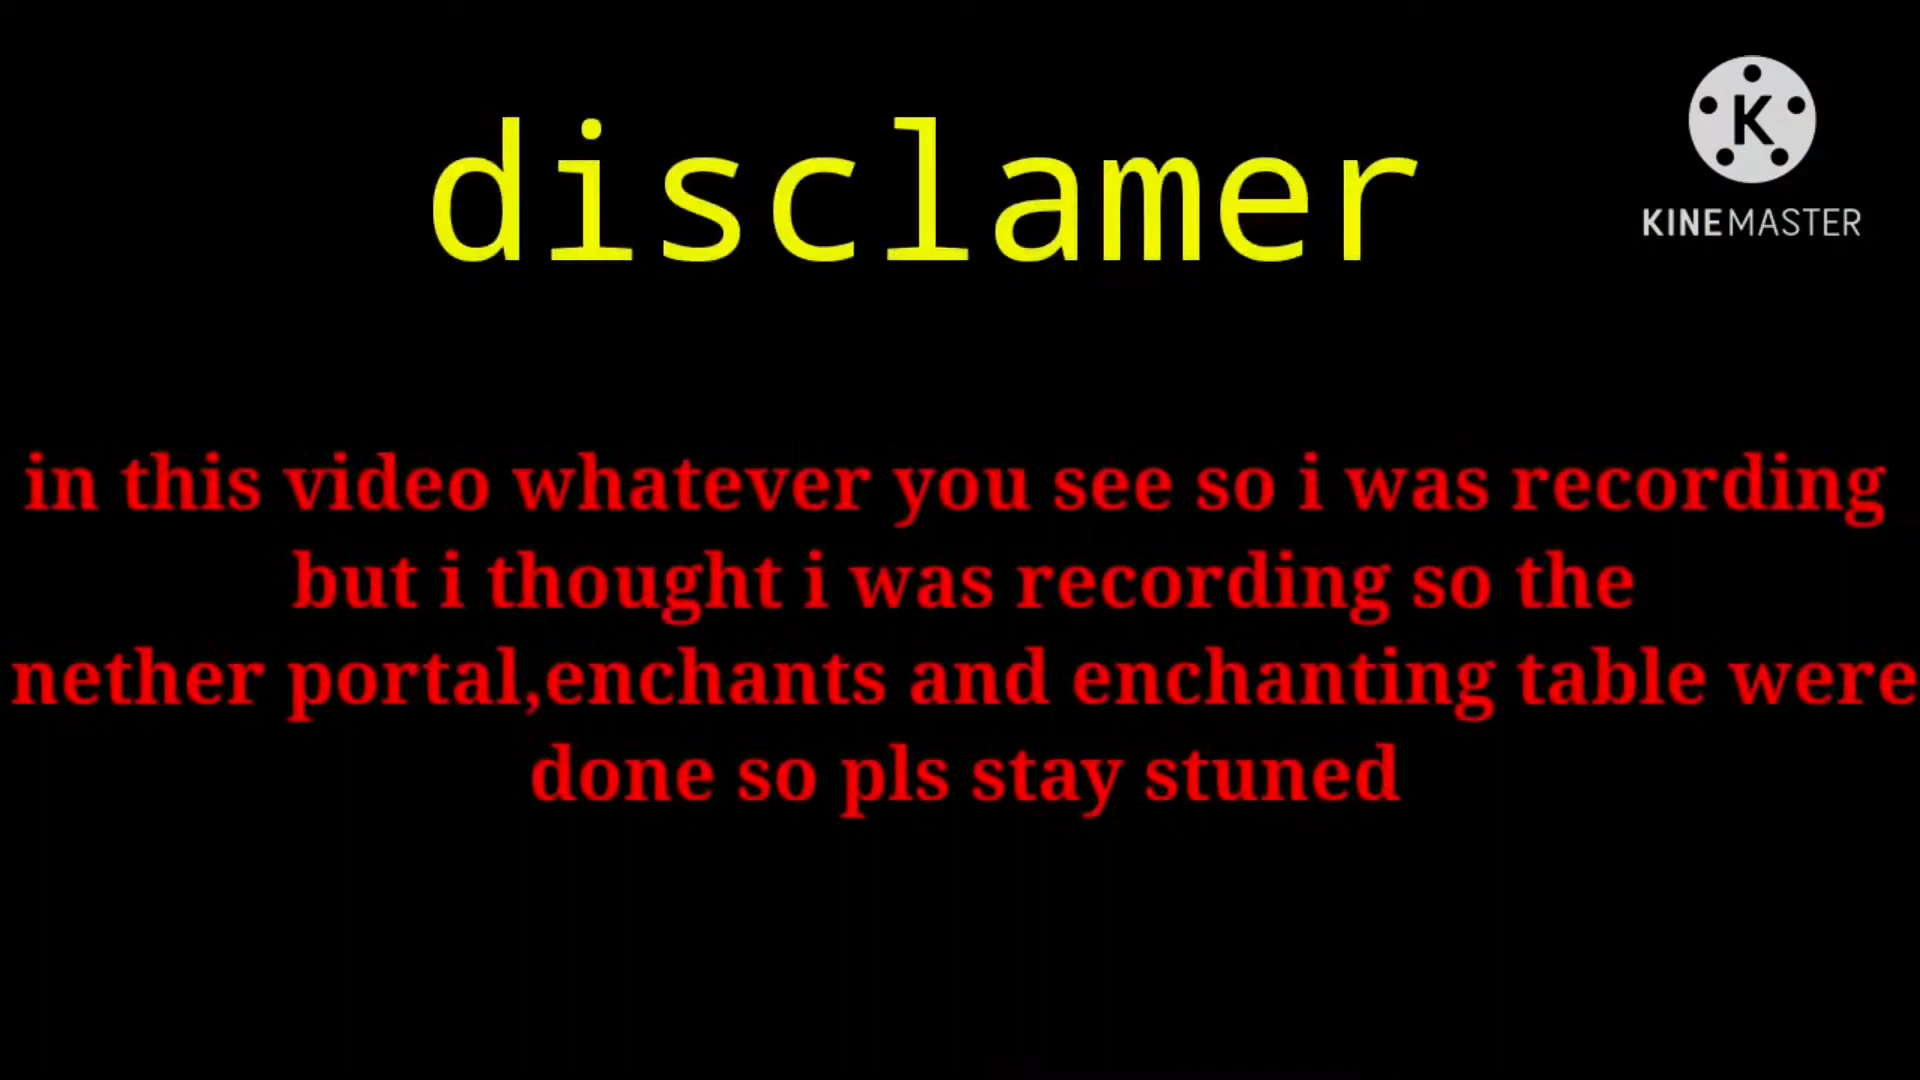 disclamer
K
KINEMASTER
in this video whatever you see so i was recording
but i thought i was recording so the
nether portal,enchants and enchanting table were
done so pls stay stuned